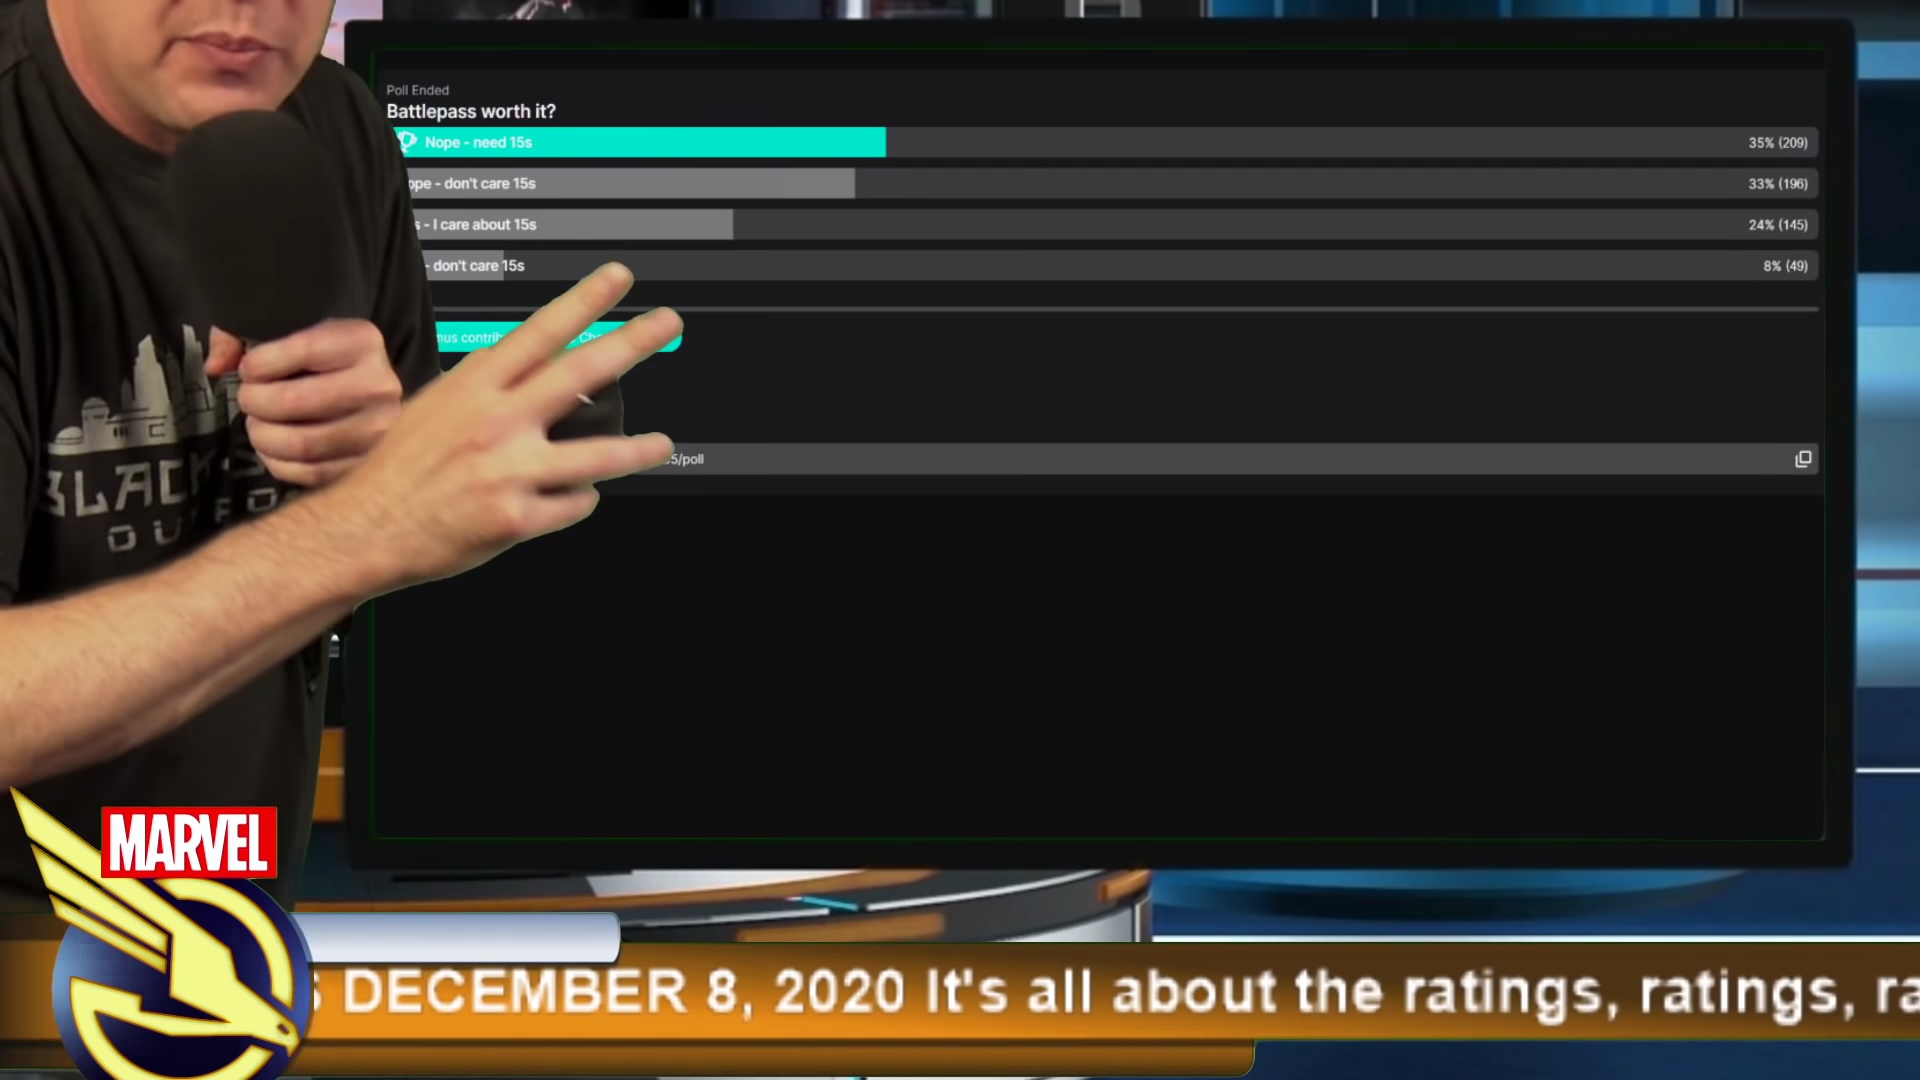 Poll Ended
Battlepass worth it?
Nope - need 15s 35% (209)
ope - don't care 15s 33% (196)
s - I care about 15s 24% (145)
- don't care 15s 8% (49)
5/poll
BLACK
MARVEL
DECEMBER 8, 2020 It's all about the ratings, ratings, ra